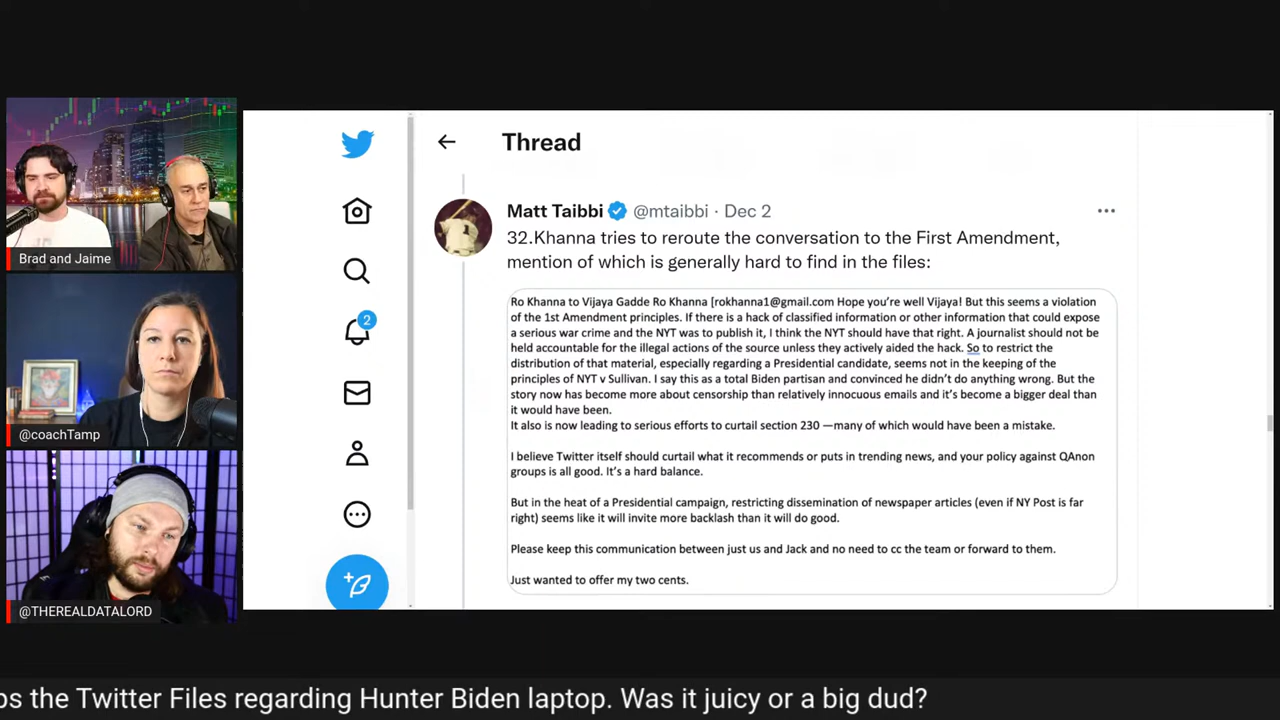 Brad and Jaime
@coachTamp
@THEREALDATALORD
2
Thread
Matt Taibbi @mtaibbi · Dec 2
32.Khanna tries to reroute the conversation to the First Amendment,
mention of which is generally hard to find in the files:
Ro Khanna to Vijaya Gadde Ro Khanna [rokhanna1@gmail.com Hope you’re well Vijaya! But this seems a violation
of the 1st Amendment principles. If there is a hack of classified information or other information that could expose
a serious war crime and the NYT was to publish it, I think the NYT should have that right. A journalist should not be
held accountable for the illegal actions of the source unless they actively aided the hack. So to restrict the
distribution of that material, especially regarding a Presidential candidate, seems not in the keeping of the
principles of NYT v Sullivan. I say this as a total Biden partisan and convinced he didn’t do anything wrong. But the
story now has become more about censorship than relatively innocuous emails and it’s become a bigger deal than
it would have been.
It also is now leading to serious efforts to curtail section 230 —many of which would have been a mistake.
I believe Twitter itself should curtail what it recommends or puts in trending news, and your policy against QAnon
groups is all good. It’s a hard balance.
But in the heat of a Presidential campaign, restricting dissemination of newspaper articles (even if NY Post is far
right) seems like it will invite more backlash than it will do good.
Please keep this communication between just us and Jack and no need to cc the team or forward to them.
Just wanted to offer my two cents.
ps the Twitter Files regarding Hunter Biden laptop. Was it juicy or a big dud?